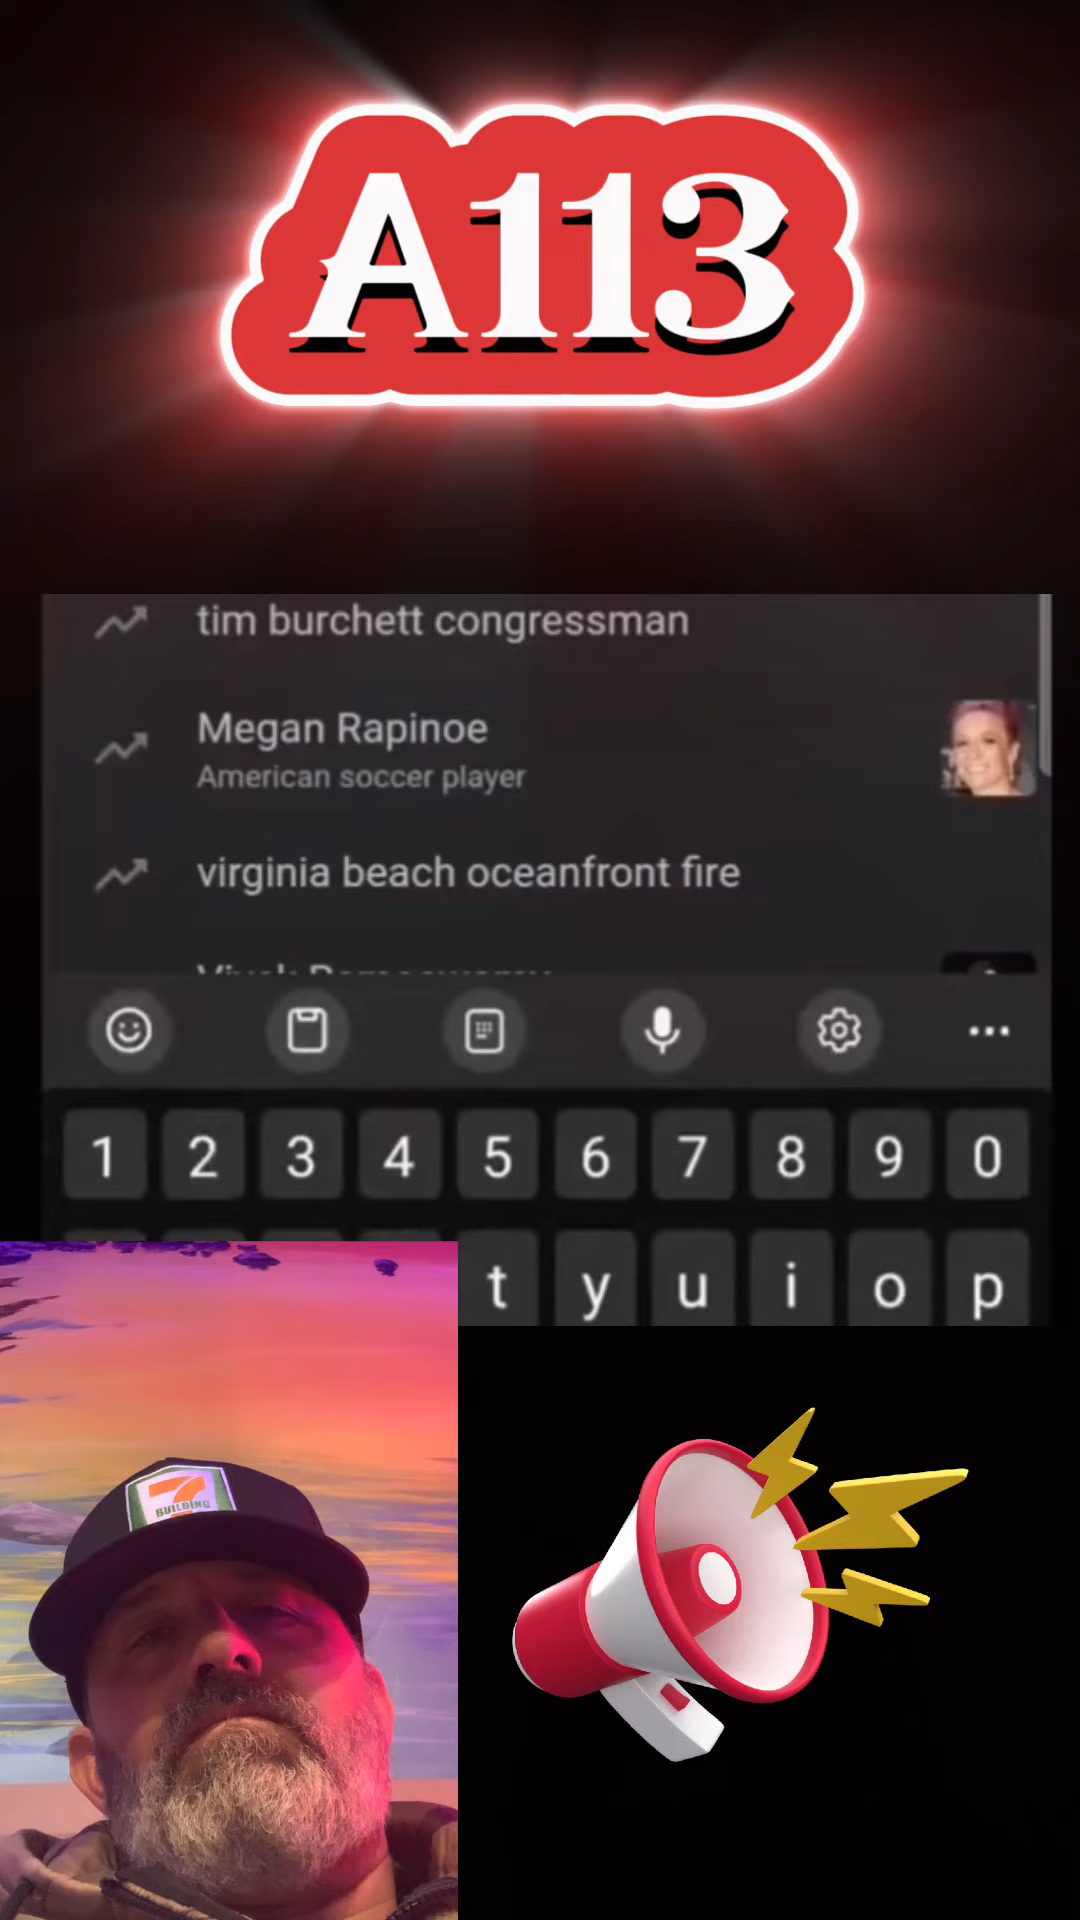 A113
tim burchett congressman
Megan Rapinoe
American soccer player
virginia beach oceanfront fire
1 2 3 4 5 6 7 8 9 0
t y u i o p
7
BUILDING